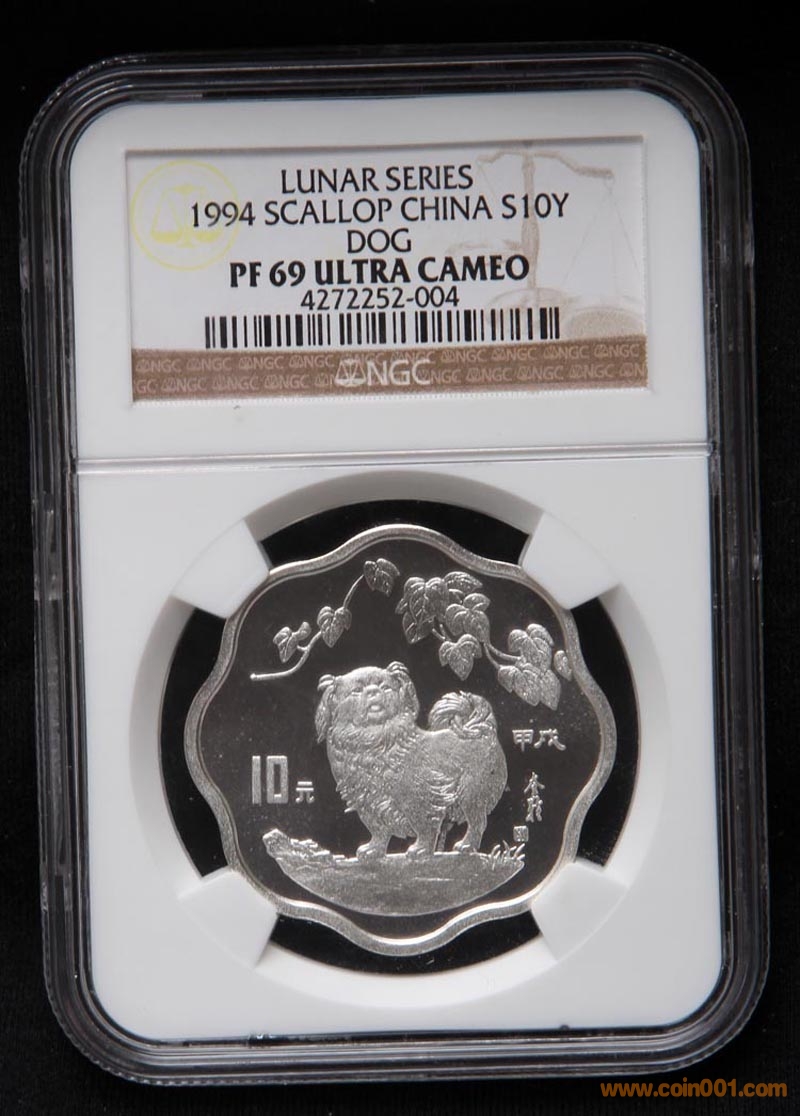 LUNAR SERIES
1994 SCALLOP CHINA S10Y
DOG
PF 69 ULTRA CAMEO
4272252-004
NGC
10元
甲戌
www.coin001.com